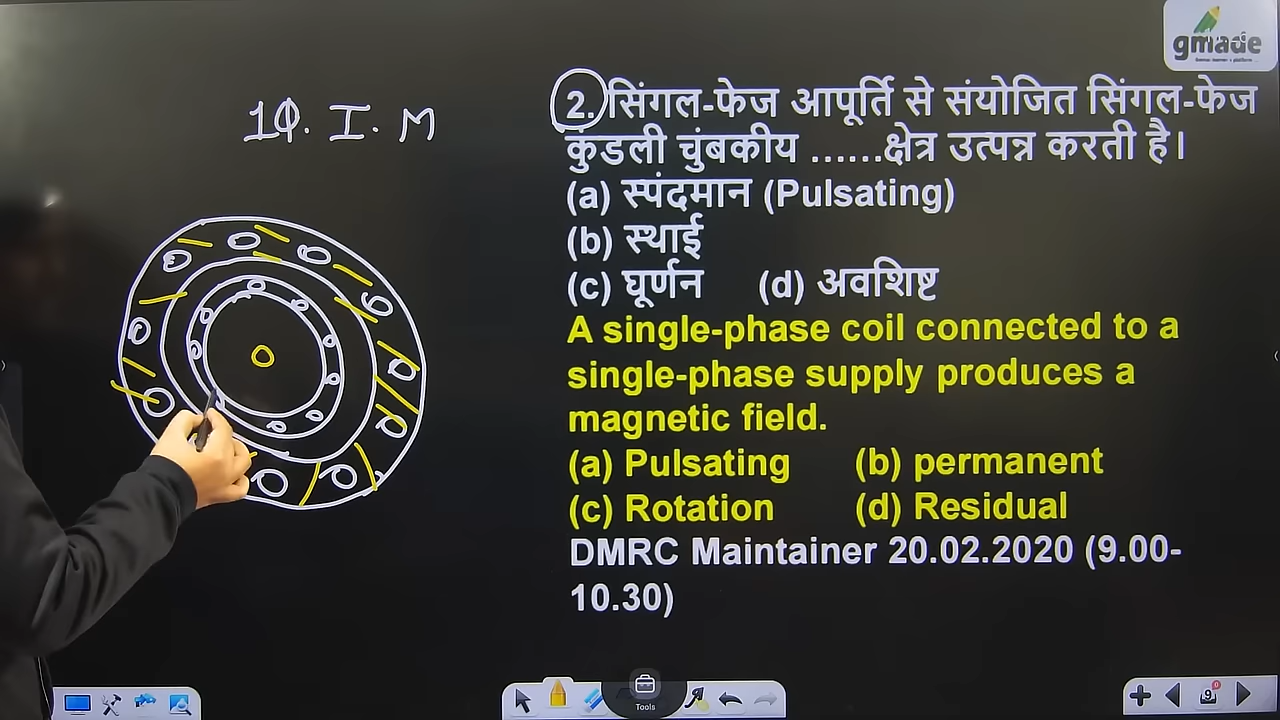 gmade
1φ. I. M
2. सिंगल-फेज आपूर्ति से संयोजित सिंगल-फेज
कुंडली चुंबकीय ......क्षेत्र उत्पन्न करती है।
(a) स्पंदमान (Pulsating)
(b) स्थाई
(c) घूर्णन (d) अवशिष्ट
A single-phase coil connected to a
single-phase supply produces a
magnetic field.
(a) Pulsating (b) permanent
(c) Rotation (d) Residual
DMRC Maintainer 20.02.2020 (9.00-
10.30)
Tools
9